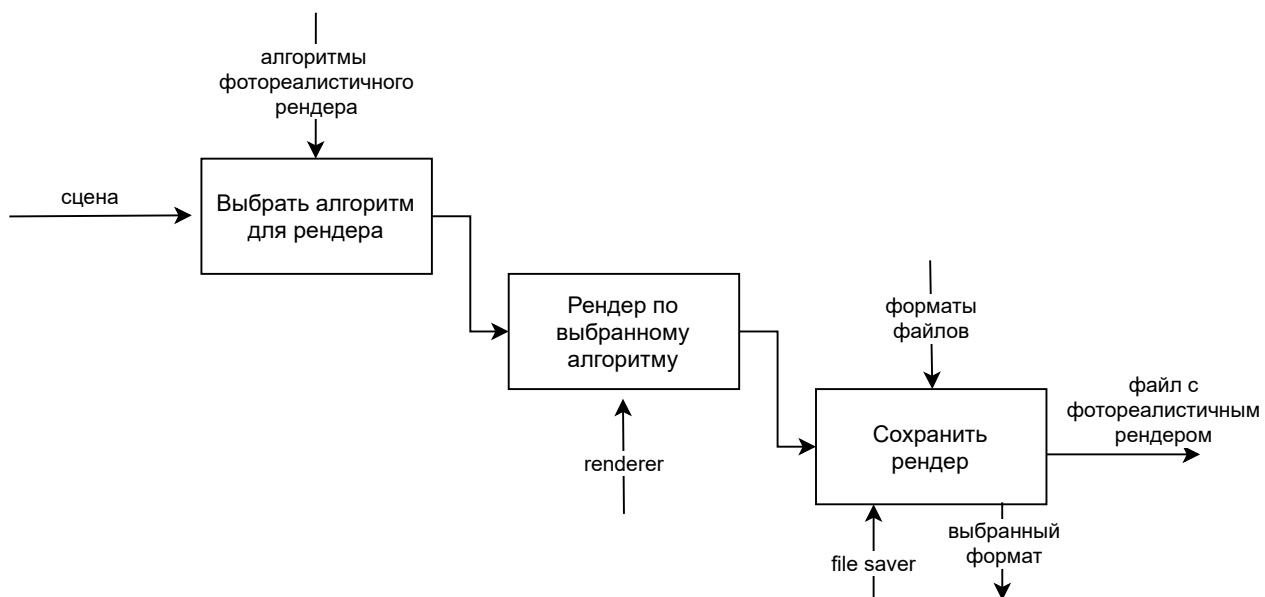 алгоритмы
фотореалистичного
рендера
сцена
Выбрать алгоритм
для рендера
Рендер по
выбранному
алгоритму
renderer
форматы
файлов
Сохранить
рендер
файл с
фотореалистичным
рендером
file saver
выбранный
формат